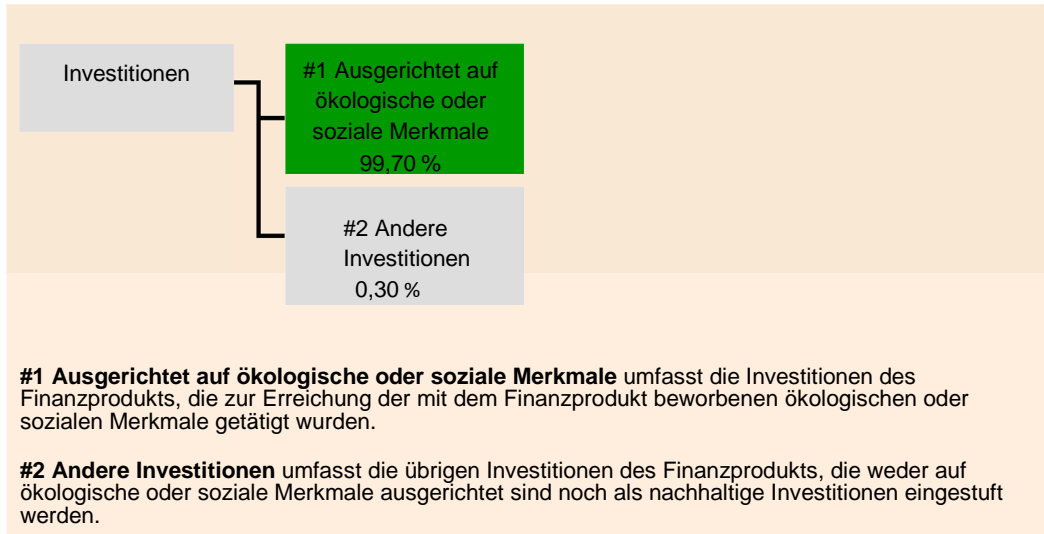 Investitionen
#1 Ausgerichtet auf
ökologische oder
soziale Merkmale
99,70 %
#2 Andere
Investitionen
0,30 %
#1 Ausgerichtet auf ökologische oder soziale Merkmale umfasst die Investitionen des
Finanzprodukts, die zur Erreichung der mit dem Finanzprodukt beworbenen ökologischen oder
sozialen Merkmale getätigt wurden.
#2 Andere Investitionen umfasst die übrigen Investitionen des Finanzprodukts, die weder auf
ökologische oder soziale Merkmale ausgerichtet sind noch als nachhaltige Investitionen eingestuft
werden.